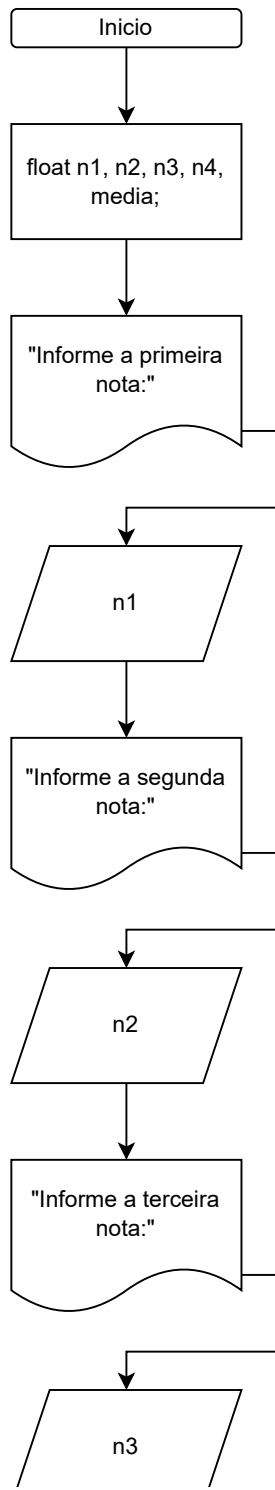 Inicio
float n1, n2, n3, n4,
media;
"Informe a primeira
nota:"
n1
"Informe a segunda
nota:"
n2
"Informe a terceira
nota:"
n3